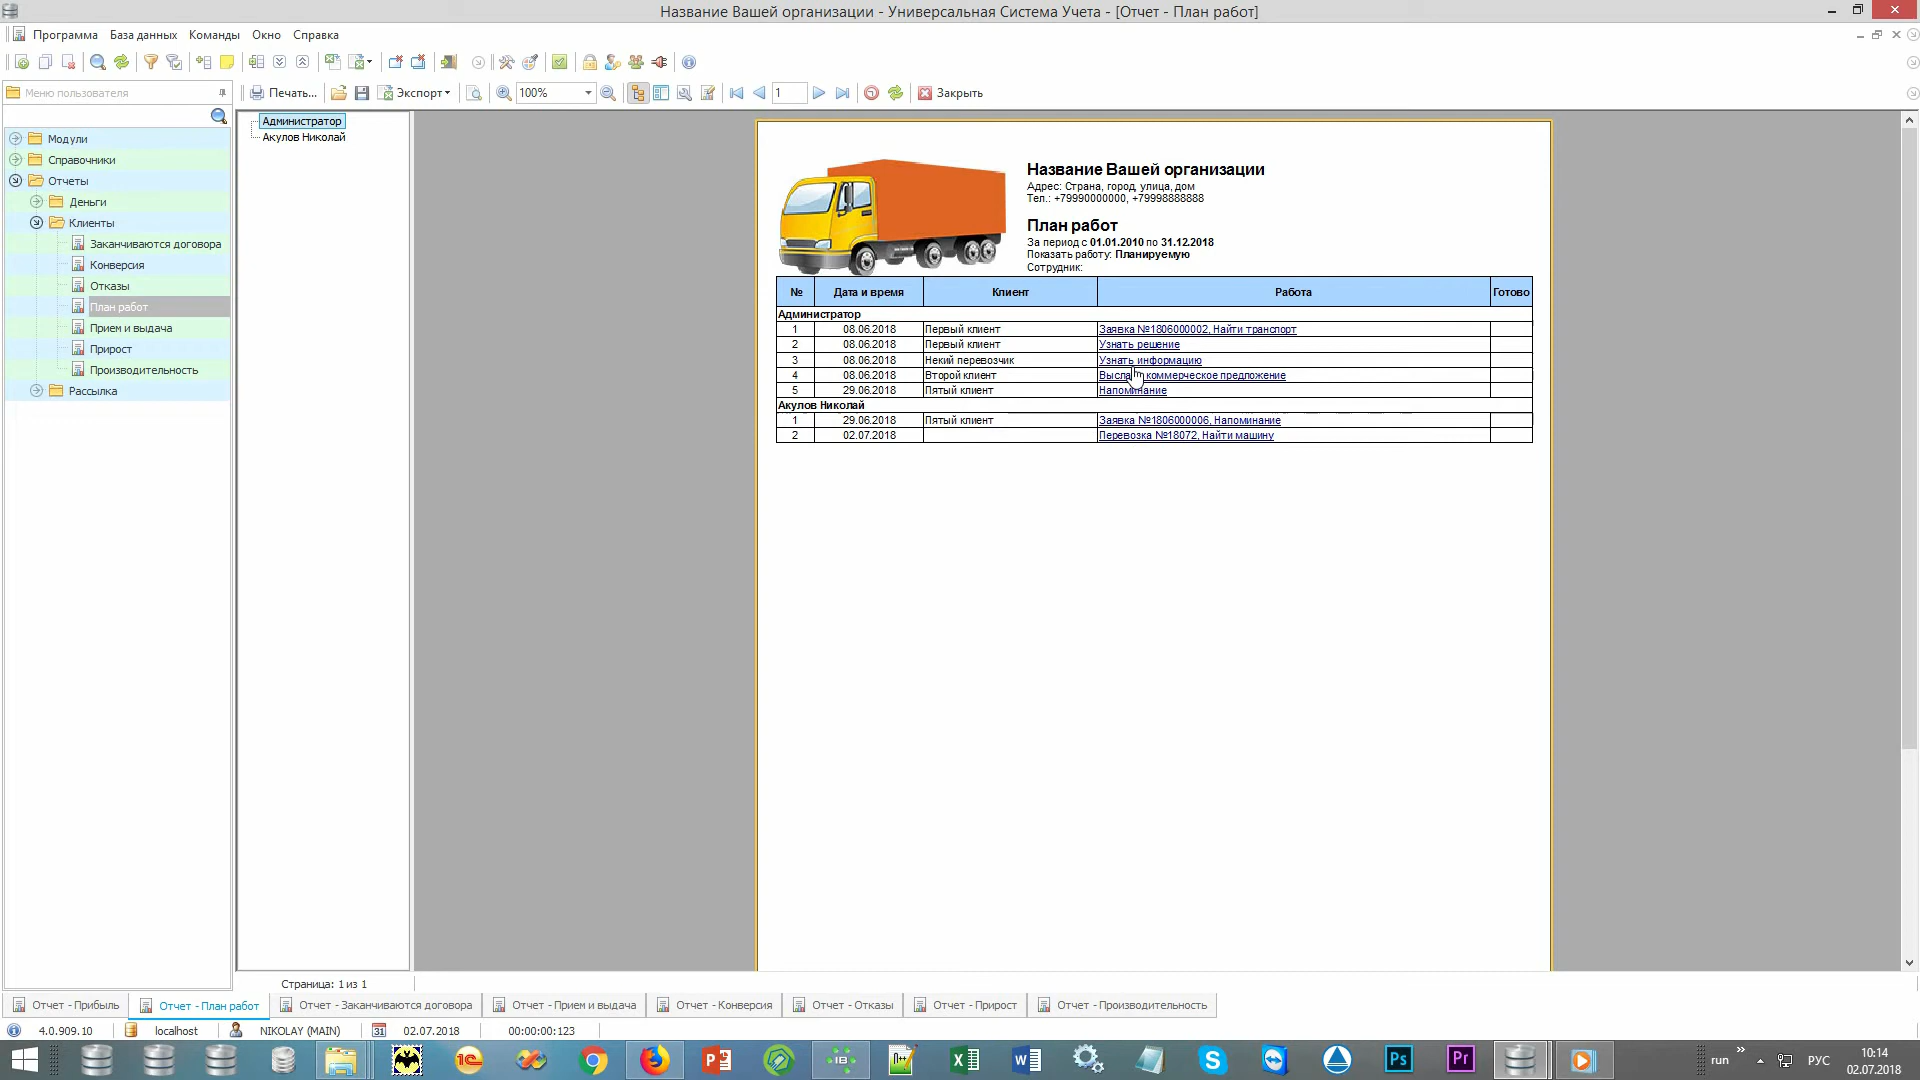 Название Вашей организации - Универсальная Система Учета - [Отчет - План работ]
Программа База данных Команды Окно Справка
Печать... Экспорт 100% 1 Закрыть
Меню пользователя
Модули
Справочники
Отчеты
Деньги
Клиенты
Заканчиваются договора
Конверсия
Отказы
План работ
Прием и выдача
Прирост
Производительность
Рассылка
Администратор
Акулов Николай
Название Вашей организации
Адрес: Страна, город, улица, дом
Тел.: +79990000000, +79998888888
План работ
За период с 01.01.2010 по 31.12.2018
Показать работу: Планируемую
Сотрудник:
№ Дата и время Клиент Работа Готово
Администратор
1 08.06.2018 Первый клиент Заявка №1806000002, Найти транспорт
2 08.06.2018 Первый клиент Узнать решение
3 08.06.2018 Некий перевозчик Узнать информацию
4 08.06.2018 Второй клиент коммерческое предложение
5 29.06.2018 Пятый клиент Напоминание
Акулов Николай
1 29.06.2018 Пятый клиент Заявка №1806000006, Напоминание
2 02.07.2018 Перевозка №18072, Найти машину
Страница: 1 из 1
Отчет - Прибыль Отчет - План работ Отчет - Заканчиваются договора Отчет - Прием и выдача Отчет - Конверсия Отчет - Отказы Отчет - Прирост Отчет - Производительность
4.0.909.10 localhost NIKOLAY (MAIN) 31 02.07.2018 00:00:00:123
1С IB Ps Pr run РУС 10:14
02.07.2018